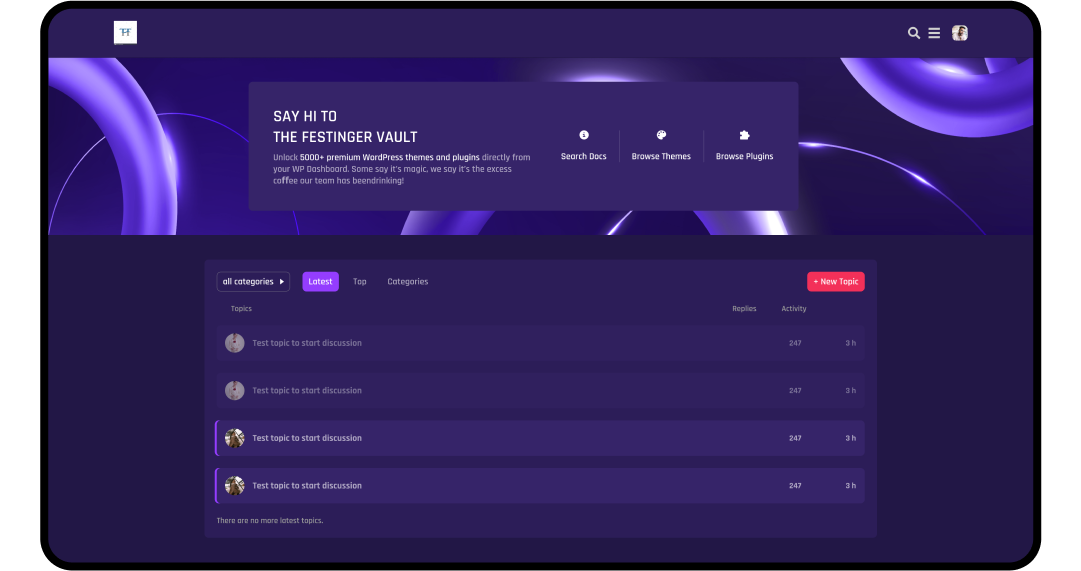 SAY HI TO
THE FESTINGER VAULT
Unlock 5000+ premium WordPress themes and plugins directly from
your WP Dashboard. Some say it's magic, we say it's the excess
coffee our team has beendrinking!
Search Docs
Browse Themes
Browse Plugins
all categories
Latest
Top
Categories
+ New Topic
Topics
Replies
Activity
Test topic to start discussion
247
3 h
Test topic to start discussion
247
3 h
Test topic to start discussion
247
3 h
Test topic to start discussion
247
3 h
There are no more latest topics.